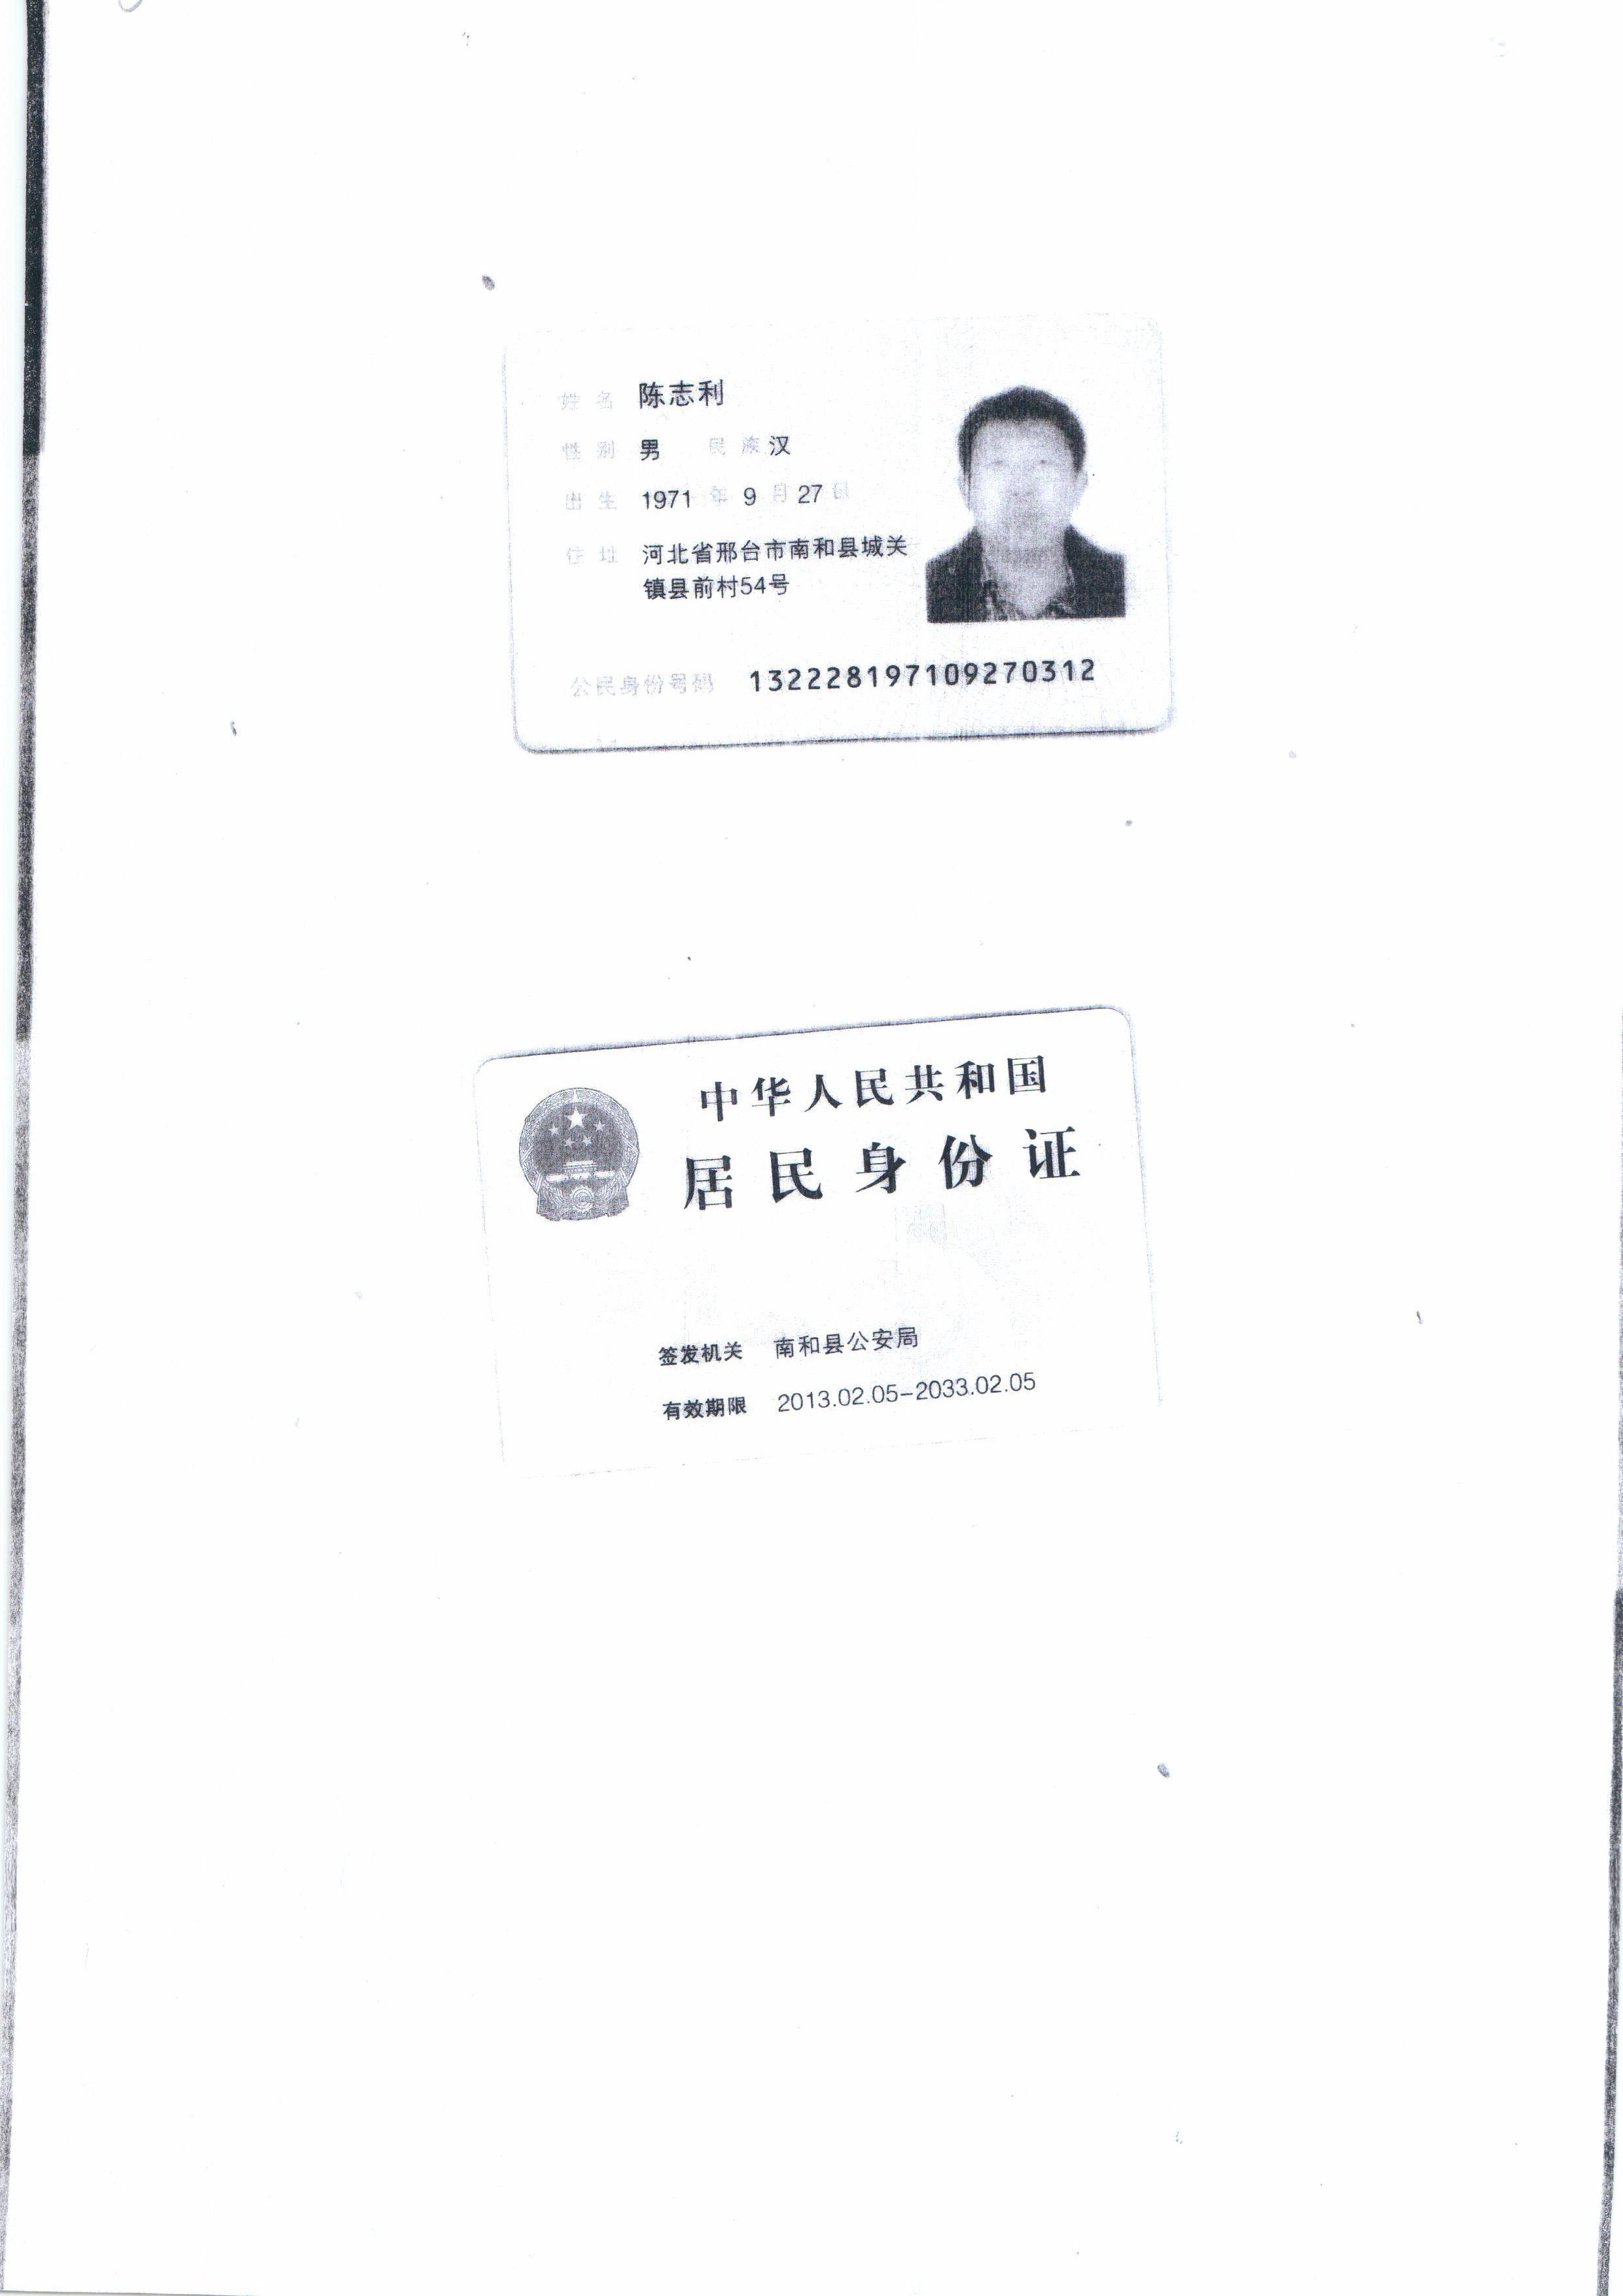 姓名 陈志利
性别 男 民族 汉
出生 1971 年 9 月 27 日
住址 河北省邢台市南和县城关
镇县前村54号
公民身份号码 132228197109270312
中华人民共和国
居民身份证
签发机关 南和县公安局
有效期限 2013.02.05-2033.02.05